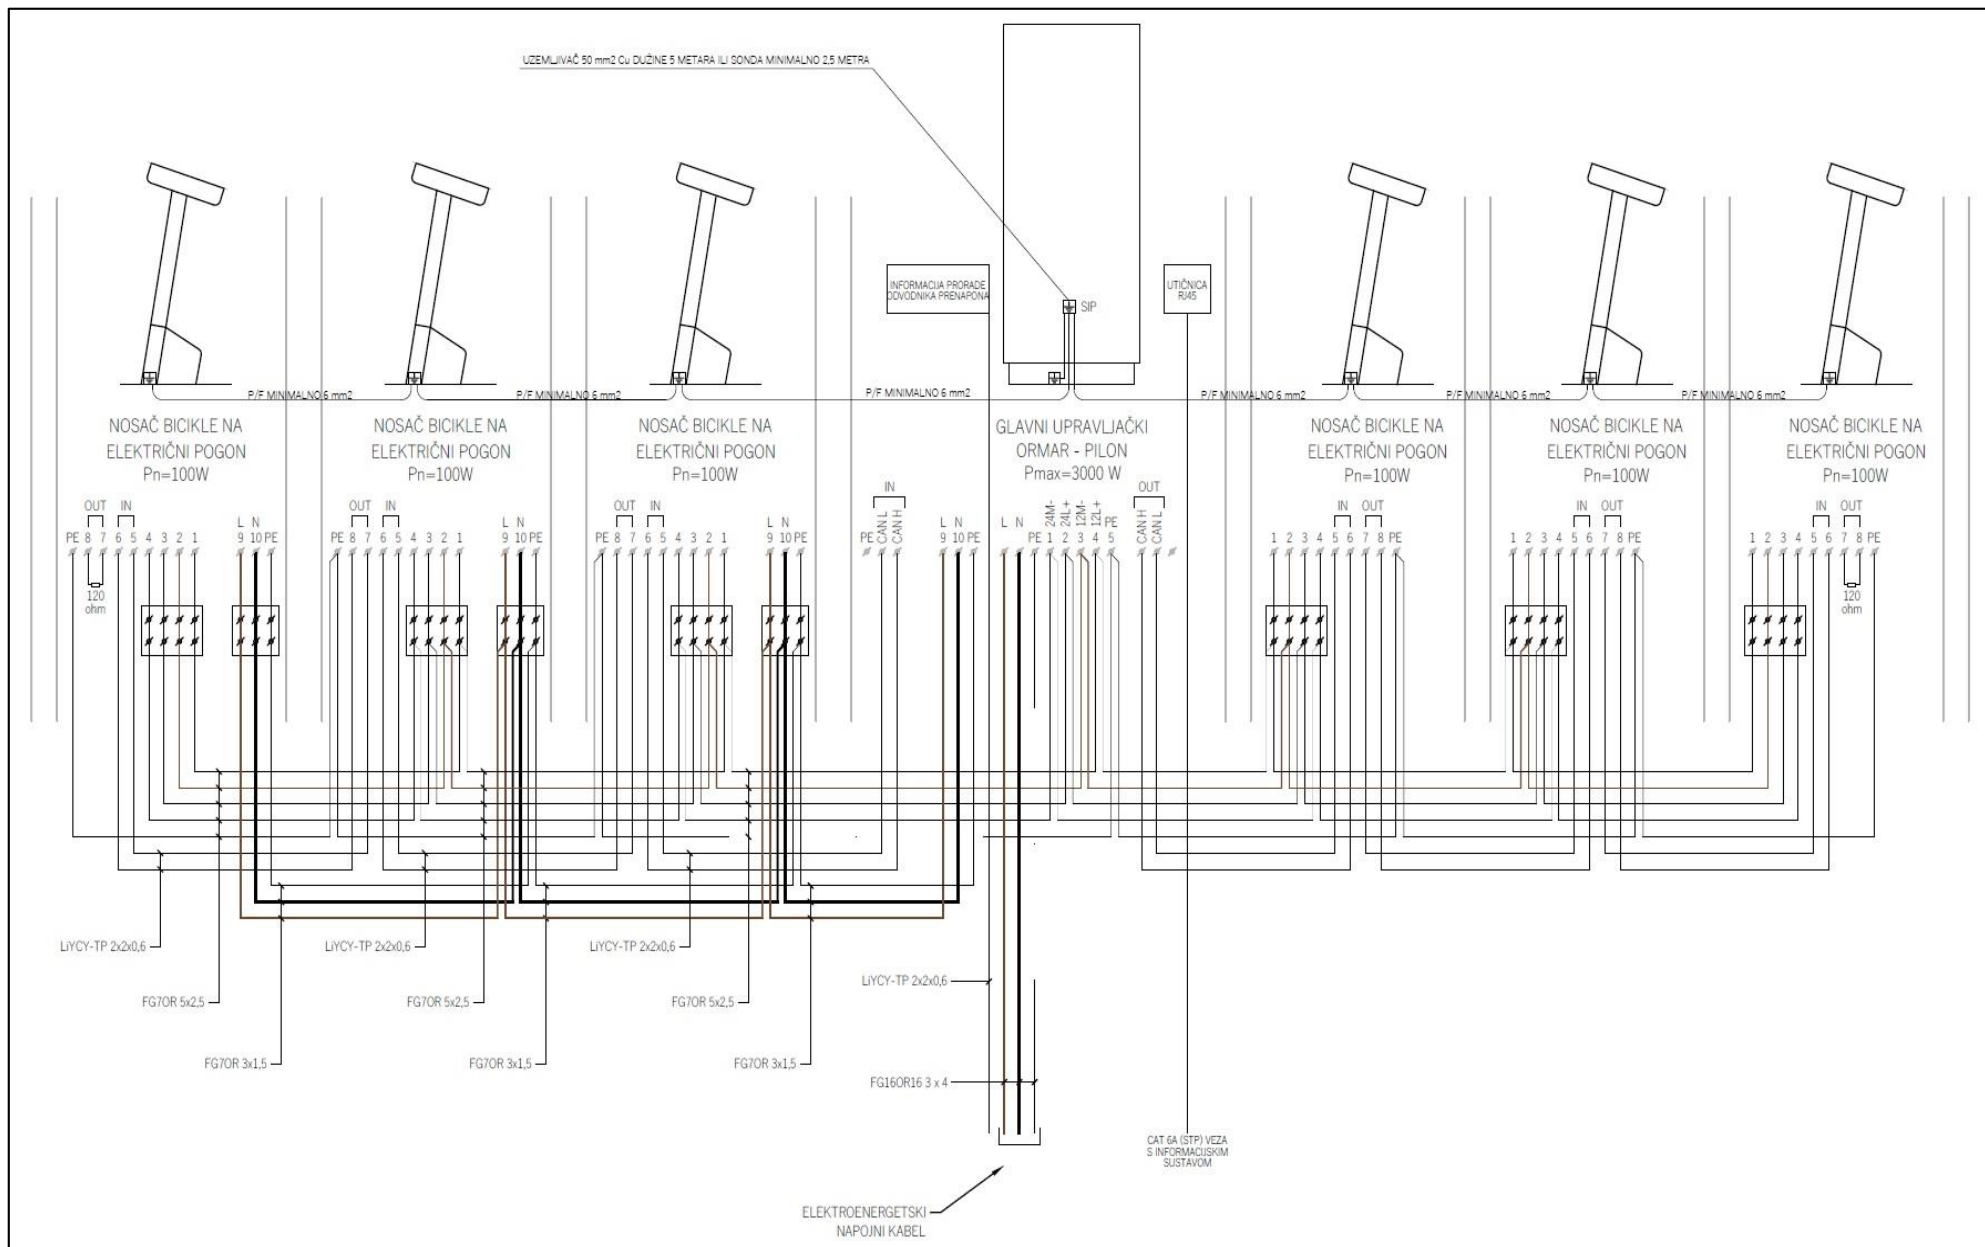 UZEMLJIVAČ 50 mm2 Cu DUŽINE 5 METARA ILI SONDA MINIMALNO 2,5 METRA
INFORMACIJA PRORADE
ODVODNIKA PRENAPONA
SIP
UTIČNICA
RJ45
P/F MINIMALNO 6 mm2
P/F MINIMALNO 6 mm2
P/F MINIMALNO 6 mm2
P/F MINIMALNO 6 mm2
P/F MINIMALNO 6 mm2
P/F MINIMALNO 6 mm2
NOSAČ BICIKLE NA
ELEKTRIČNI POGON
Pn=100W
NOSAČ BICIKLE NA
ELEKTRIČNI POGON
Pn=100W
NOSAČ BICIKLE NA
ELEKTRIČNI POGON
Pn=100W
GLAVNI UPRAVLJAČKI
ORMAR - PILON
Pmax=3000 W
NOSAČ BICIKLE NA
ELEKTRIČNI POGON
Pn=100W
NOSAČ BICIKLE NA
ELEKTRIČNI POGON
Pn=100W
NOSAČ BICIKLE NA
ELEKTRIČNI POGON
Pn=100W
OUT IN
L N
PE 8 7 6 5 4 3 2 1 9 10 PE
120
ohm
OUT IN
L N
PE 8 7 6 5 4 3 2 1 9 10 PE
OUT IN
L N
PE 8 7 6 5 4 3 2 1 9 10 PE
IN
PE CAN L CAN H
L N
9 10 PE
L N
PE
24M- 24L+ 12M- 12L+ PE
1 2 3 4 5
OUT
CAN H CAN L
IN OUT
1 2 3 4 5 6 7 8 PE
IN OUT
1 2 3 4 5 6 7 8 PE
IN OUT
1 2 3 4 5 6 7 8 PE
120
ohm
LiYCY-TP 2x2x0,6
LiYCY-TP 2x2x0,6
LiYCY-TP 2x2x0,6
LiYCY-TP 2x2x0,6
FG7OR 5x2,5
FG7OR 5x2,5
FG7OR 5x2,5
FG7OR 3x1,5
FG7OR 3x1,5
FG7OR 3x1,5
FG16OR16 3 x 4
CAT 6A (STP) VEZA
S INFORMACIJSKIM
SUSTAVOM
ELEKTROENERGETSKI
NAPOJNI KABEL